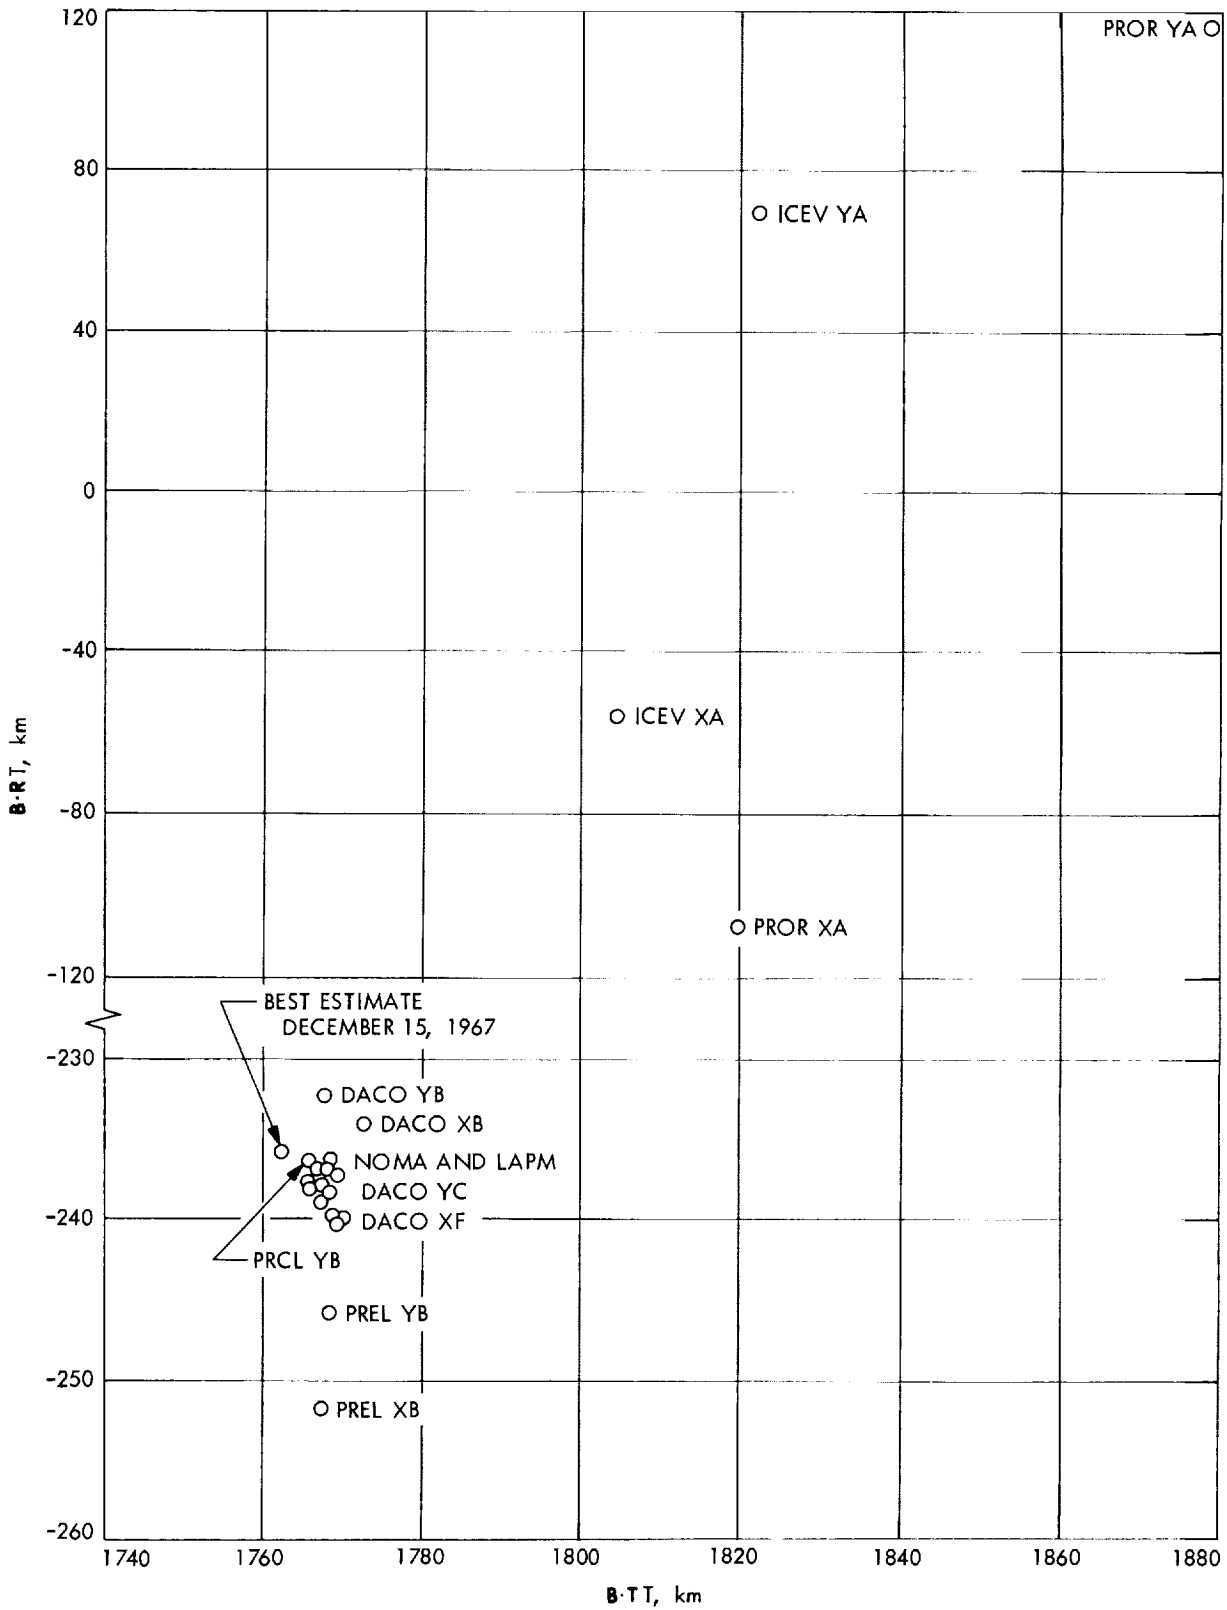 120
PROR YA
80
ICEV YA
40
0
-40
ICEV XA
B·RT, km
-80
PROR XA
-120
BEST ESTIMATE
DECEMBER 15, 1967
-230
DACO YB
DACO XB
NOMA AND LAPM
DACO YC
-240
DACO XF
PRCL YB
PREL YB
-250
PREL XB
-260
1740 1760 1780 1800 1820 1840 1860 1880
B·TT, km